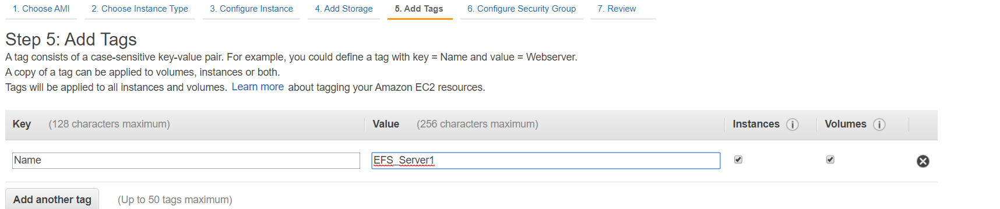 1. Choose AMI 2. Choose Instance Type 3. Configure Instance 4. Add Storage 5. Add Tags 6. Configure Security Group 7. Review
Step 5: Add Tags
A tag consists of a case-sensitive key-value pair. For example, you could define a tag with key = Name and value = Webserver.
A copy of a tag can be applied to volumes, instances or both.
Tags will be applied to all instances and volumes. Learn more about tagging your Amazon EC2 resources.
Key (128 characters maximum) Value (256 characters maximum) Instances i Volumes i
Name EFS_Server1
Add another tag (Up to 50 tags maximum)